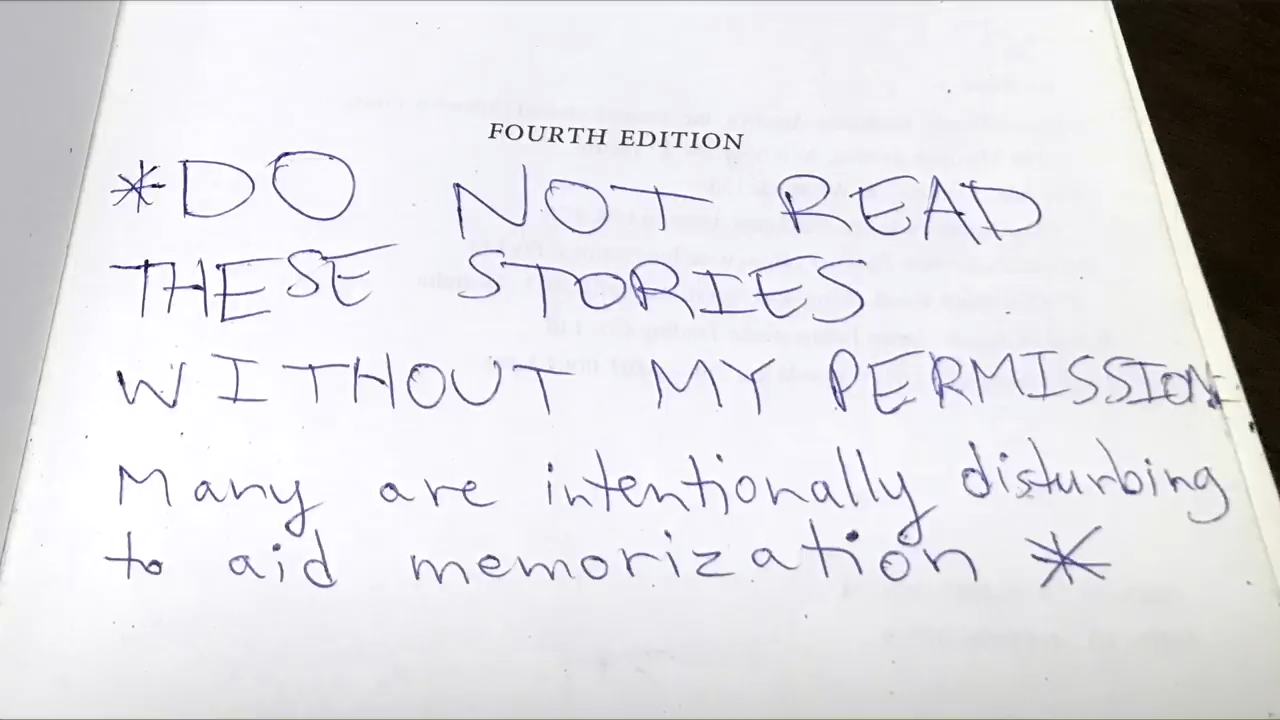 FOURTH EDITION
*DO NOT READ
THESE STORIES
WITHOUT MY PERMISSION.
Many are intentionally disturbing
to aid memorization *